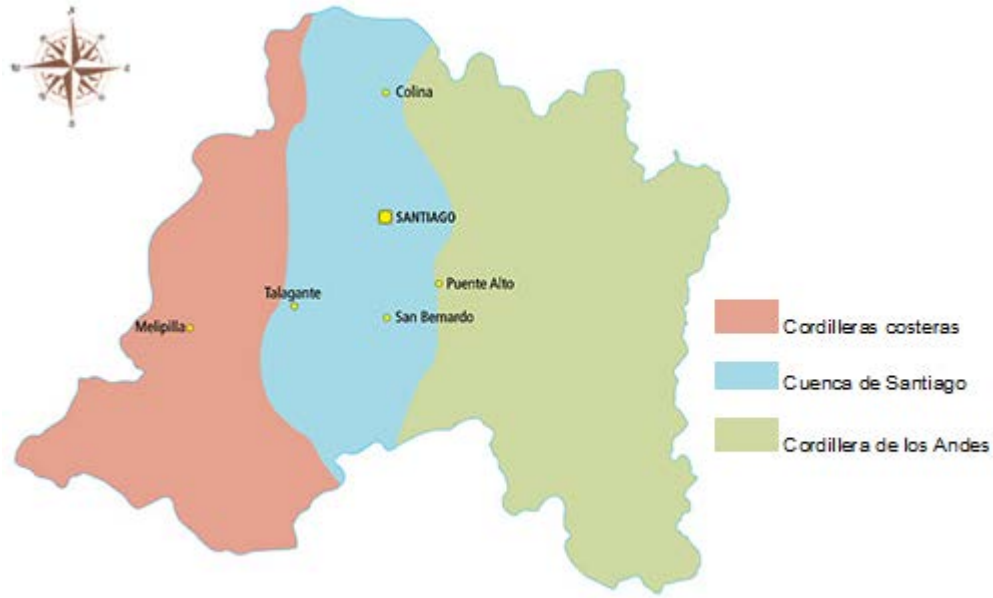 N
E
S
Colina
SANTIAGO
Puente Alto
Talagante
San Bernardo
Melipilla
Cordilleras costeras
Cuenca de Santiago
Cordillera de los Andes